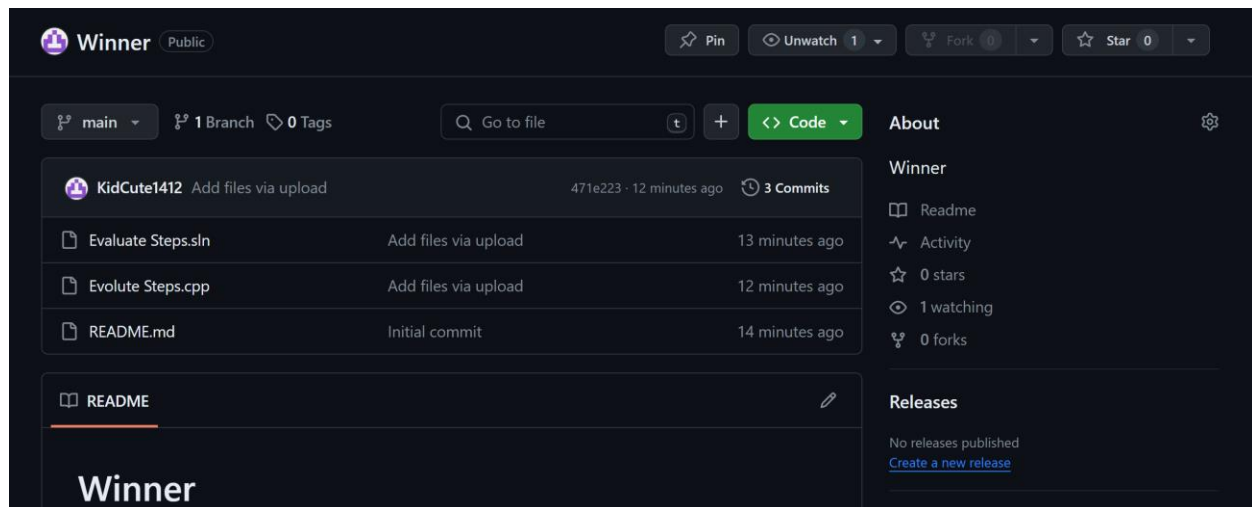 Winner Public Pin Unwatch 1 Fork 0 Star 0
main 1 Branch 0 Tags Go to file t + <> Code
KidCute1412 Add files via upload 471e223 · 12 minutes ago 3 Commits
Evaluate Steps.sln Add files via upload 13 minutes ago
Evolute Steps.cpp Add files via upload 12 minutes ago
README.md Initial commit 14 minutes ago
README
Winner
About
Winner
Readme
Activity
0 stars
1 watching
0 forks
Releases
No releases published
Create a new release